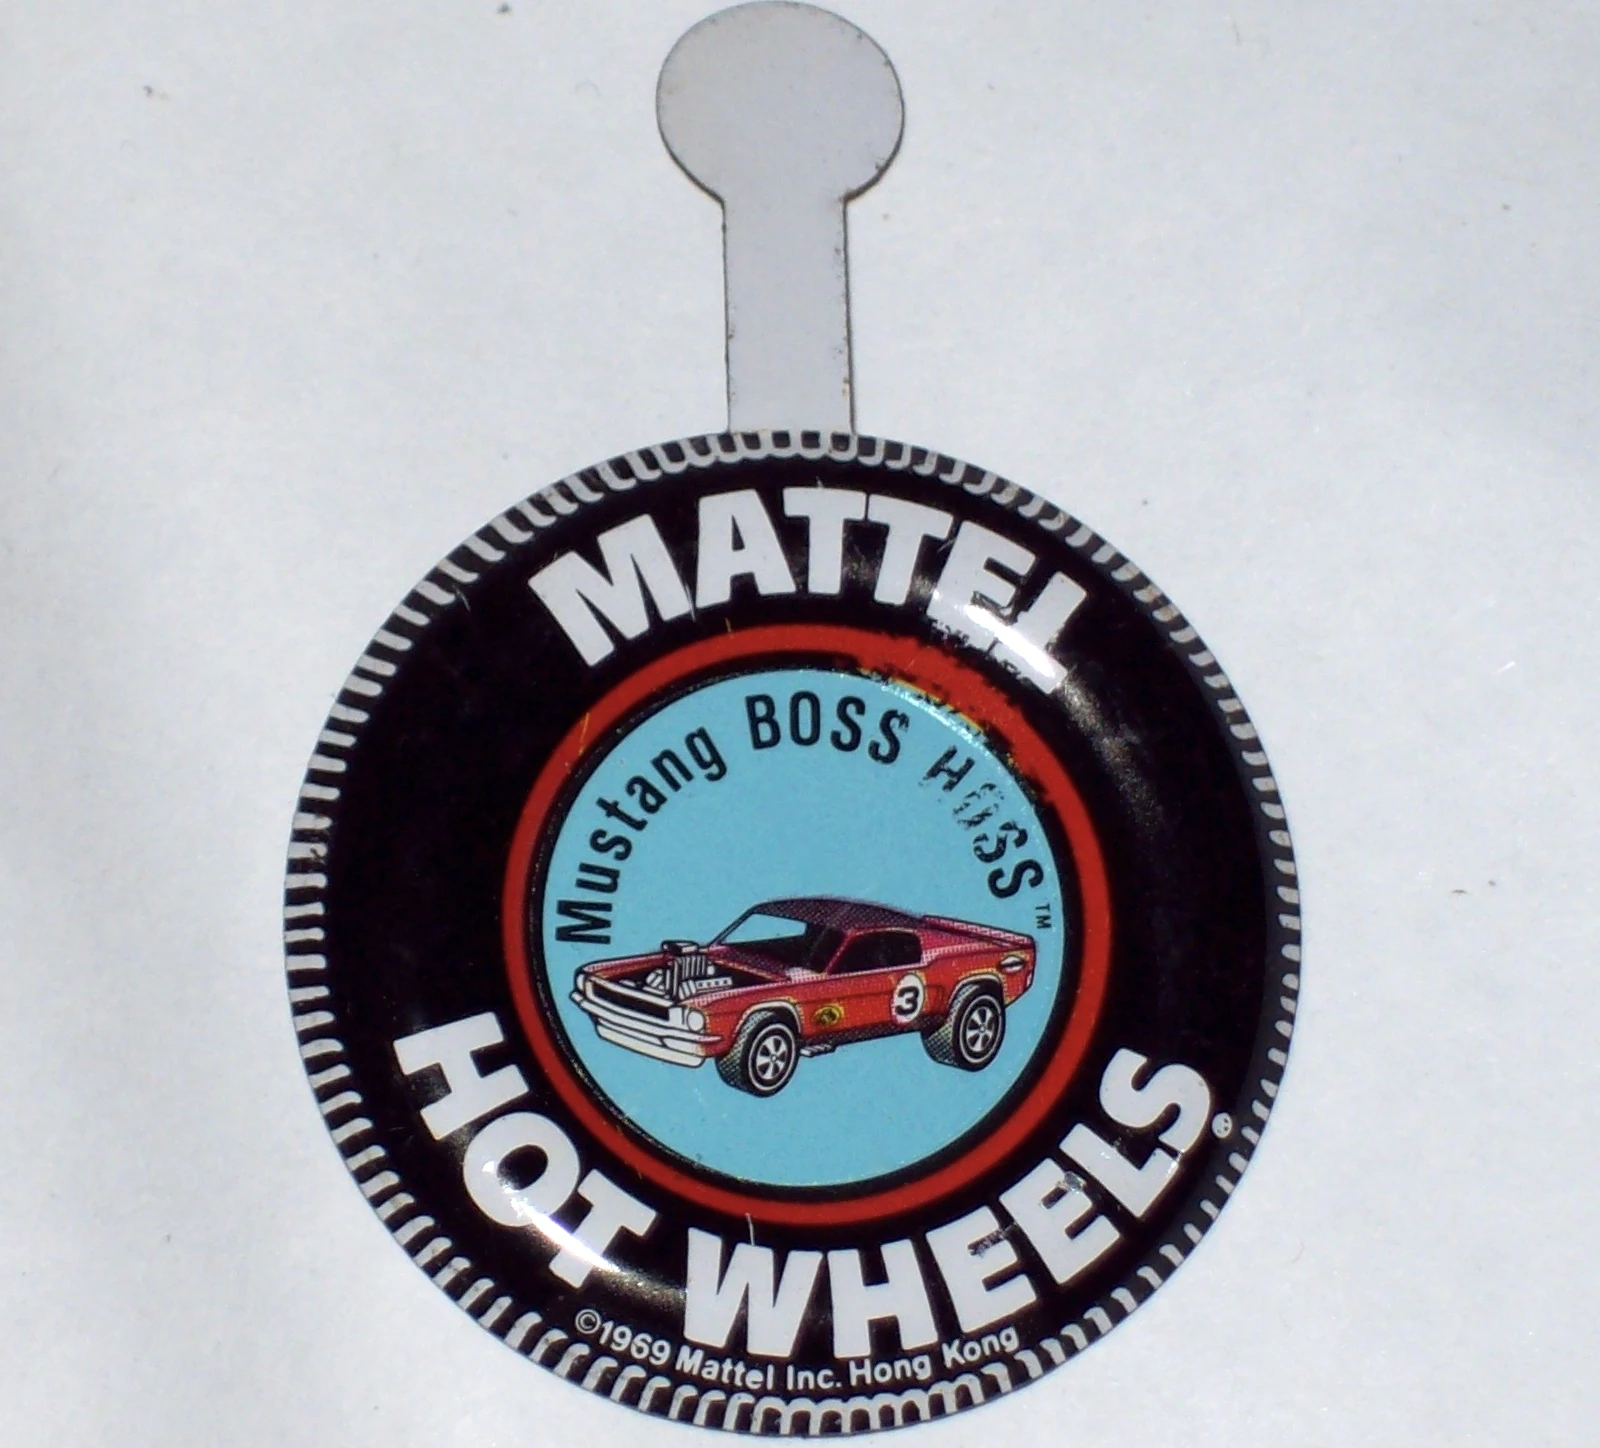 MATTEL
Mustang BOSS HOSS™
3
HOT WHEELS®
©1969 Mattel Inc. Hong Kong